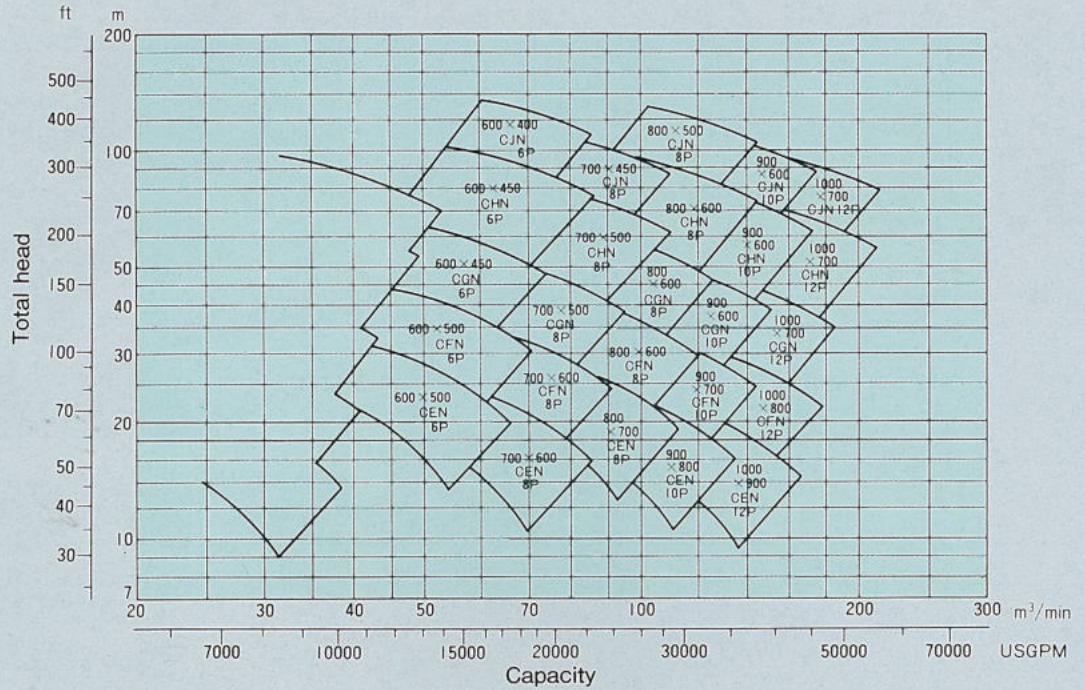 ft m
200
500
400
100
300
70
200
50
150
40
100
30
70
20
50
40
10
30
7
Total head
600 × 400
CJN
6P
800 × 500
CJN
8P
700 × 450
CJN
8P
900
× 600
CJN
10P
1000
× 700
CJN 12P
600 × 450
CHN
6P
800 × 600
CHN
8P
700 × 500
CHN
8P
900
× 600
CHN
10P
1000
× 700
CHN
12P
600 × 450
CGN
6P
800
× 600
CGN
8P
700 × 500
CGN
8P
900
× 600
CGN
10P
1000
× 700
CGN
12P
600 × 500
CFN
6P
800 × 600
CFN
8P
700 × 600
CFN
8P
900
× 700
CFN
10P
1000
× 800
CFN
12P
600 × 500
CEN
6P
800
× 700
CEN
8P
700 × 600
CEN
8P
900
× 800
CEN
10P
1000
× 900
CEN
12P
20 30 40 50 70 100 200 300 m³/min
7000 10000 15000 20000 30000 50000 70000 USGPM
Capacity